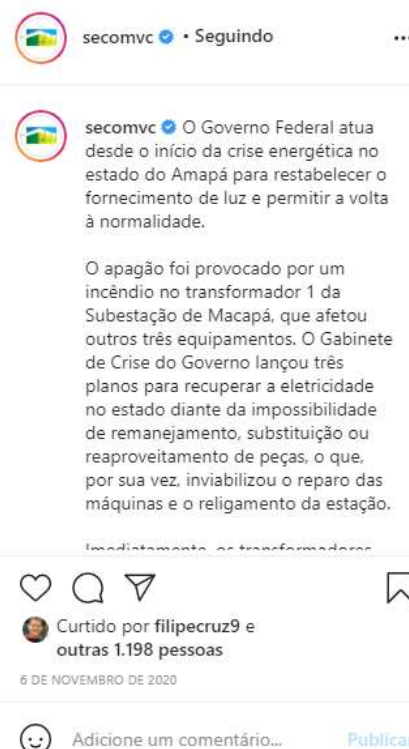 secomvc • Seguindo
secomvc O Governo Federal atua
desde o início da crise energética no
estado do Amapá para restabelecer o
fornecimento de luz e permitir a volta
à normalidade.
O apagão foi provocado por um
incêndio no transformador 1 da
Subestação de Macapá, que afetou
outros três equipamentos. O Gabinete
de Crise do Governo lançou três
planos para recuperar a eletricidade
no estado diante da impossibilidade
de remanejamento, substituição ou
reaproveitamento de peças, o que,
por sua vez, inviabilizou o reparo das
máquinas e o religamento da estação.
Imediatamente, os transformadores
Curtido por filipecruz9 e
outras 1.198 pessoas
6 DE NOVEMBRO DE 2020
Adicione um comentário...
Publicar